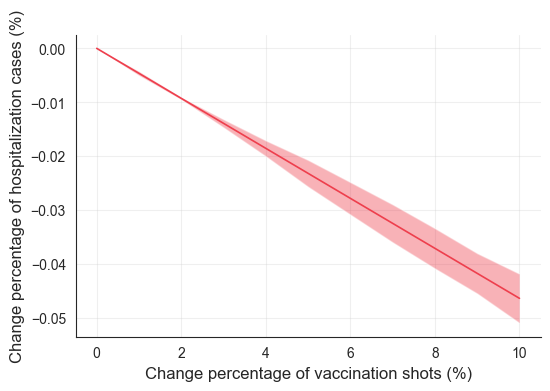 Change percentage of hospitalization cases (%)
0.00
−0.01
−0.02
−0.03
−0.04
−0.05
0 2 4 6 8 10
Change percentage of vaccination shots (%)